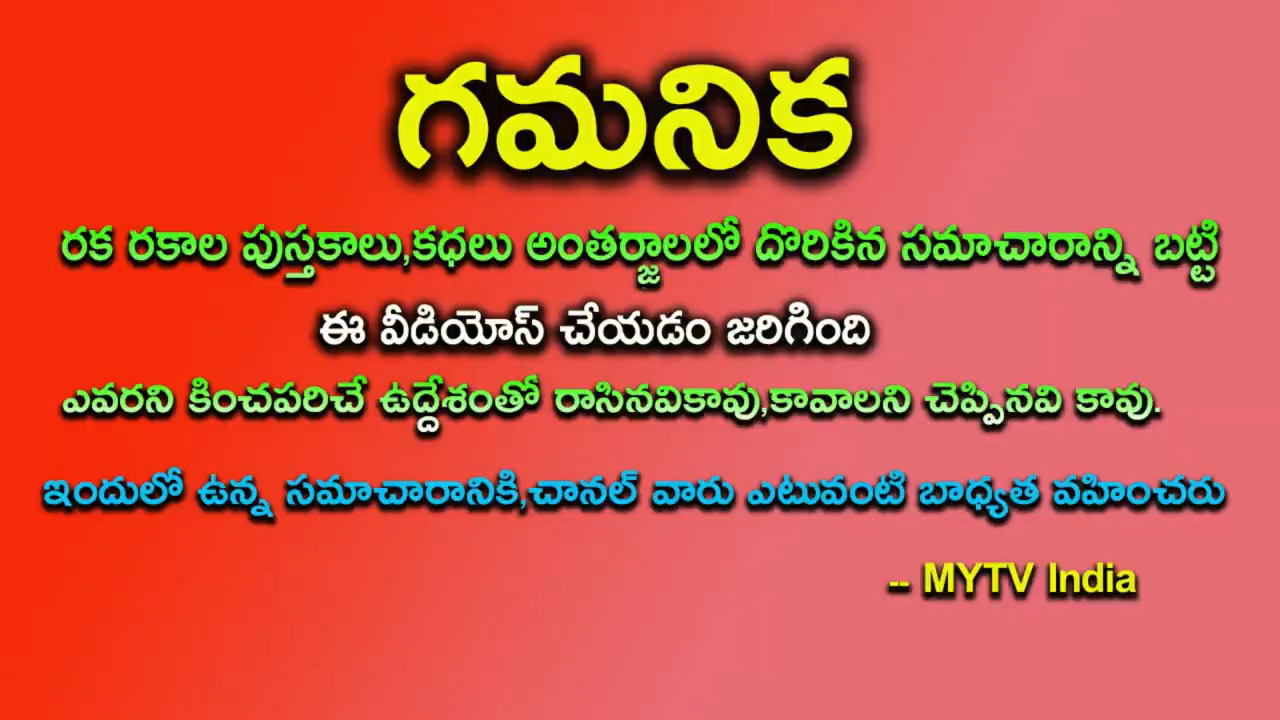 గమనిక
రక రకాల పుస్తకాలు,కధలు అంతర్జాలలో దొరికిన సమాచారాన్ని బట్టి
ఈ వీడియోస్ చేయడం జరిగింది
ఎవరని కించపరిచే ఉద్దేశంతో రాసినవికావు,కావాలని చెప్పినవి కావు.
ఇందులో ఉన్న సమాచారానికి,చానల్ వారు ఎటువంటి బాధ్యత వహించరు
-- MYTV India